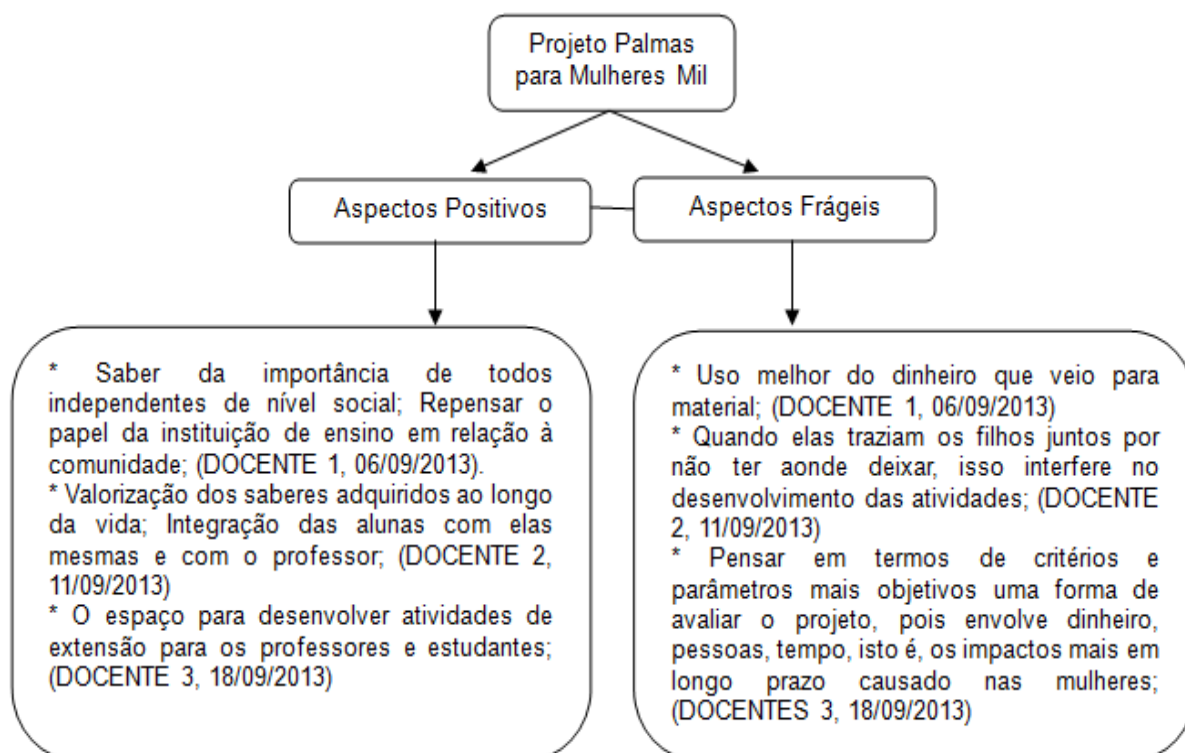 Projeto Palmas
para Mulheres Mil
Aspectos Positivos
Aspectos Frágeis
* Saber da importância de todos
independentes de nível social; Repensar o
papel da instituição de ensino em relação à
comunidade; (DOCENTE 1, 06/09/2013).
* Valorização dos saberes adquiridos ao longo
da vida; Integração das alunas com elas
mesmas e com o professor; (DOCENTE 2,
11/09/2013)
* O espaço para desenvolver atividades de
extensão para os professores e estudantes;
(DOCENTE 3, 18/09/2013)
* Uso melhor do dinheiro que veio para
material; (DOCENTE 1, 06/09/2013)
* Quando elas traziam os filhos juntos por
não ter aonde deixar, isso interfere no
desenvolvimento das atividades; (DOCENTE
2, 11/09/2013)
* Pensar em termos de critérios e
parâmetros mais objetivos uma forma de
avaliar o projeto, pois envolve dinheiro,
pessoas, tempo, isto é, os impactos mais em
longo prazo causado nas mulheres;
(DOCENTES 3, 18/09/2013)